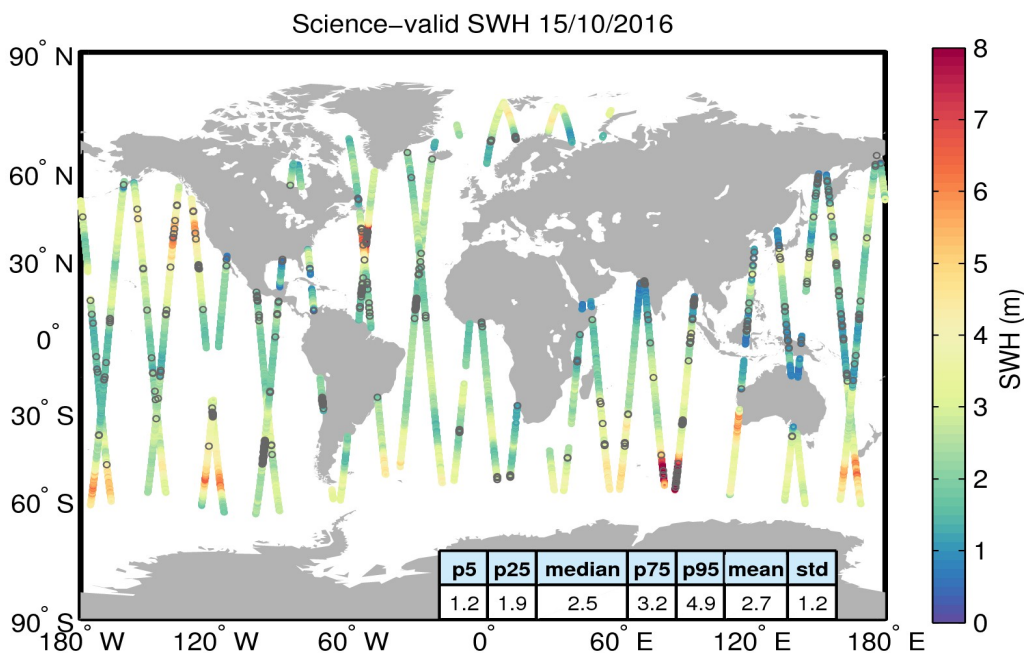 Science−valid SWH 15/10/2016
90° N
60° N
30° N
0°
30° S
60° S
90° S
180° W
120° W
60° W
0°
60° E
120° E
180° E
p5 p25 median p75 p95 mean std
1.2 1.9 2.5 3.2 4.9 2.7 1.2
8
7
6
5
4
3
2
1
0
SWH (m)